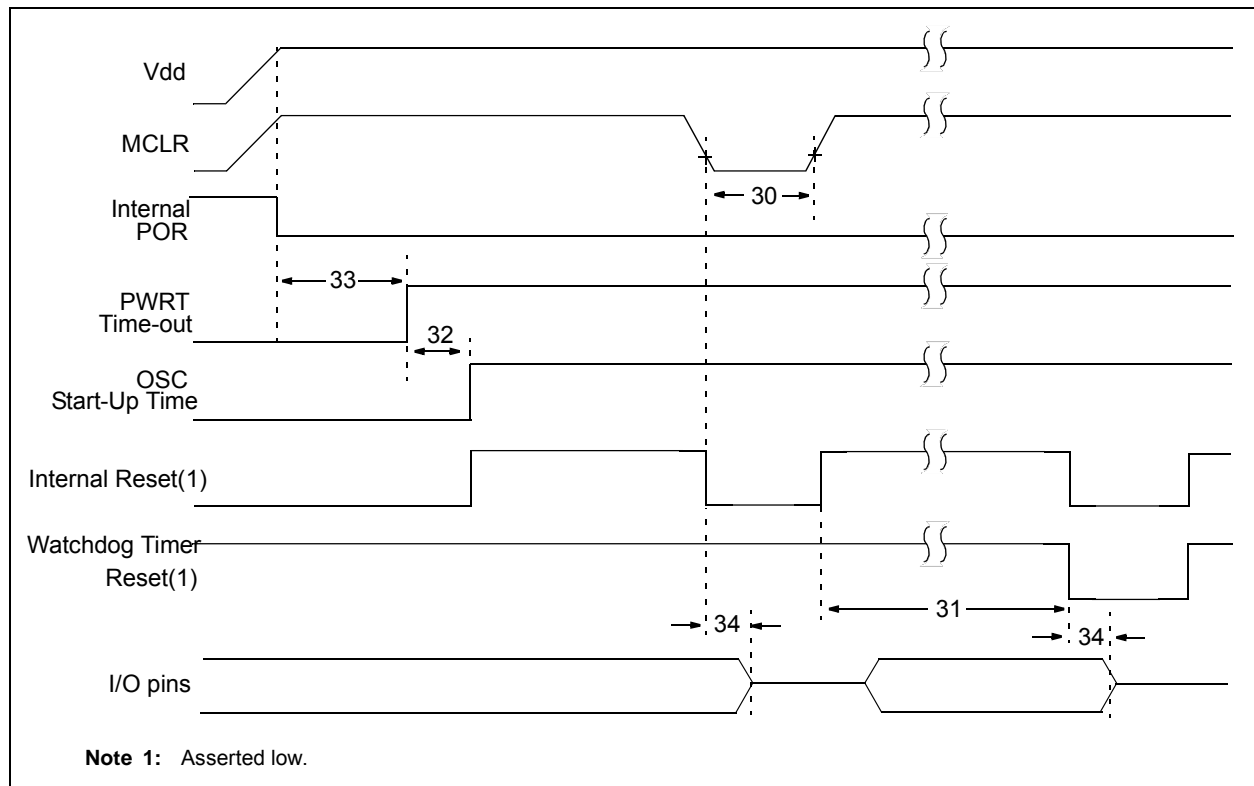 Vdd
MCLR
30
Internal
POR
33
PWRT
Time-out
32
OSC
Start-Up Time
Internal Reset(1)
Watchdog Timer
Reset(1)
31
34
34
I/O pins
Note 1: Asserted low.